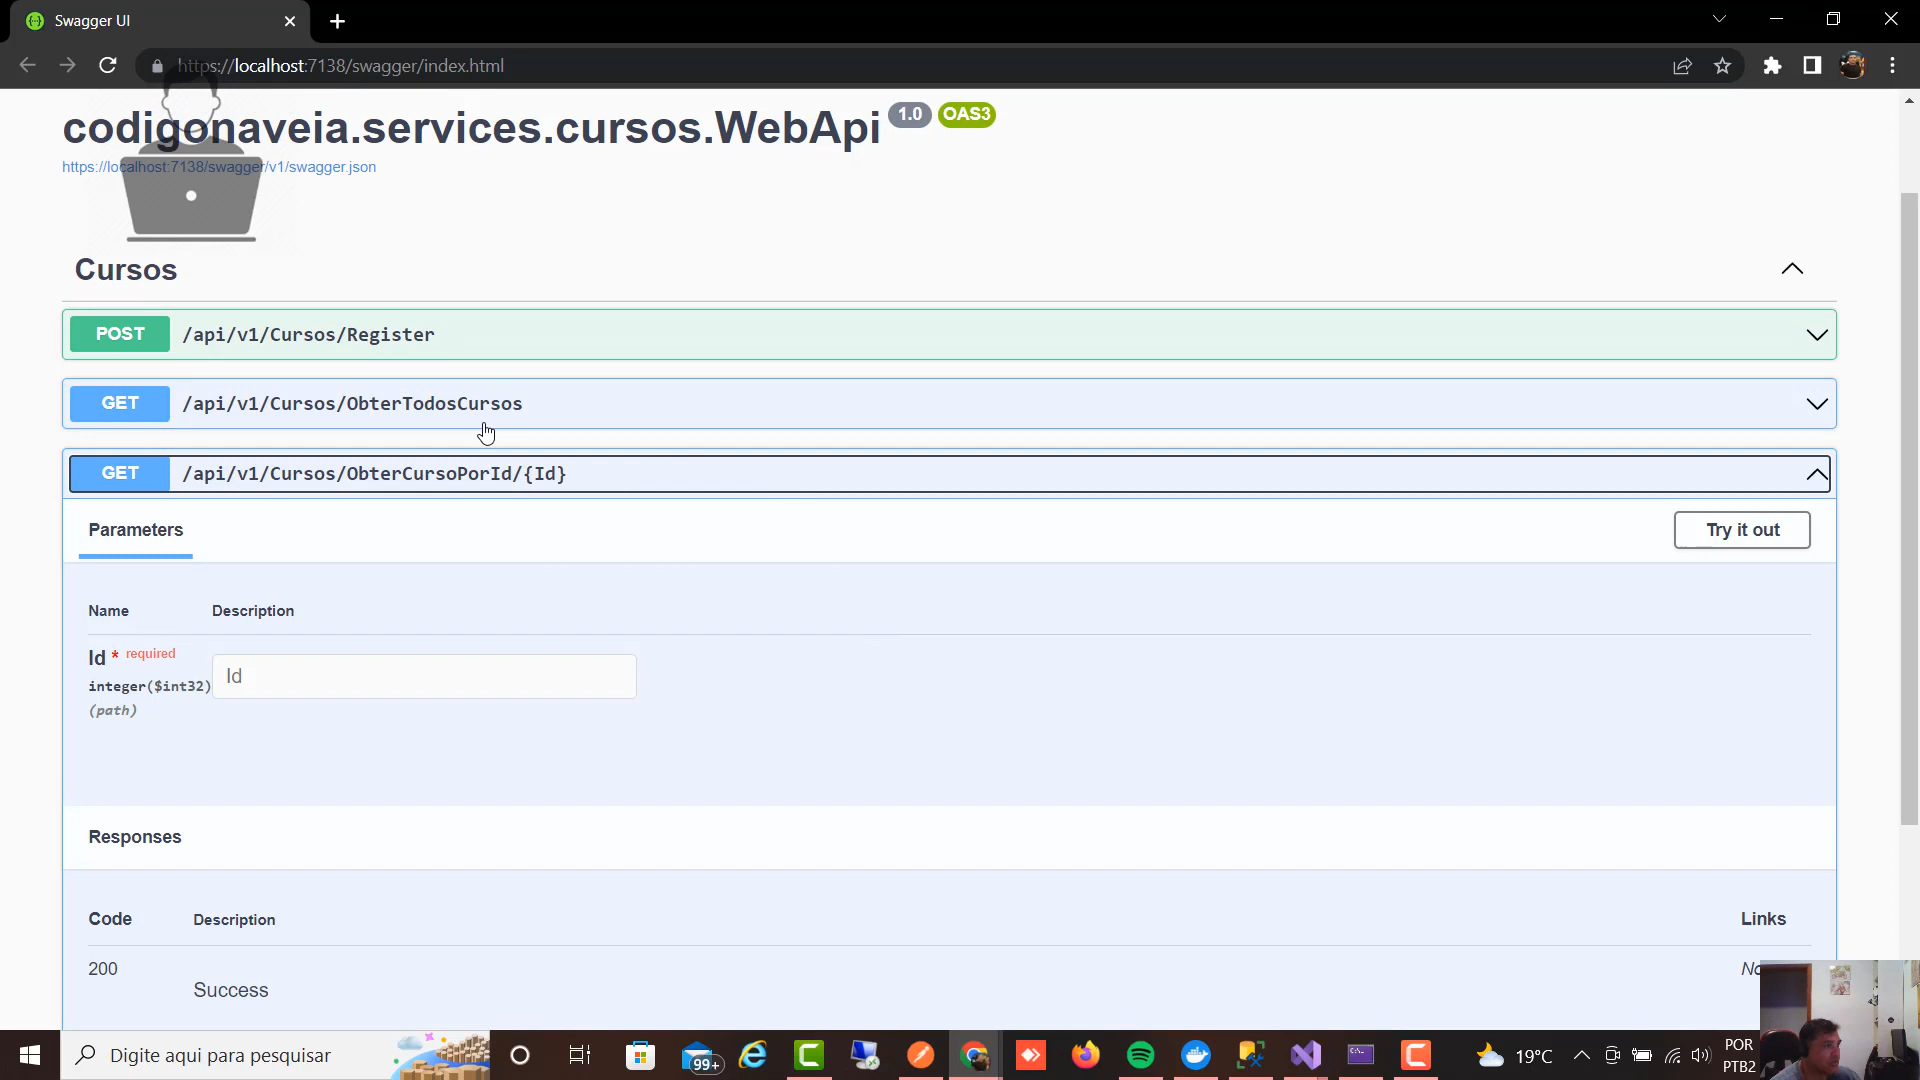 Swagger UI
https://localhost:7138/swagger/index.html
codigonaveia.services.cursos.WebApi 1.0 OAS3
https://localhost:7138/swagger/v1/swagger.json
Cursos
POST /api/v1/Cursos/Register
GET /api/v1/Cursos/ObterTodosCursos
GET /api/v1/Cursos/ObterCursoPorId/{Id}
Parameters
Try it out
Name Description
Id * required
integer($int32)
(path)
Id
Responses
Code Description Links
200
Success
No
Digite aqui para pesquisar
99+
19°C
POR
PTB2